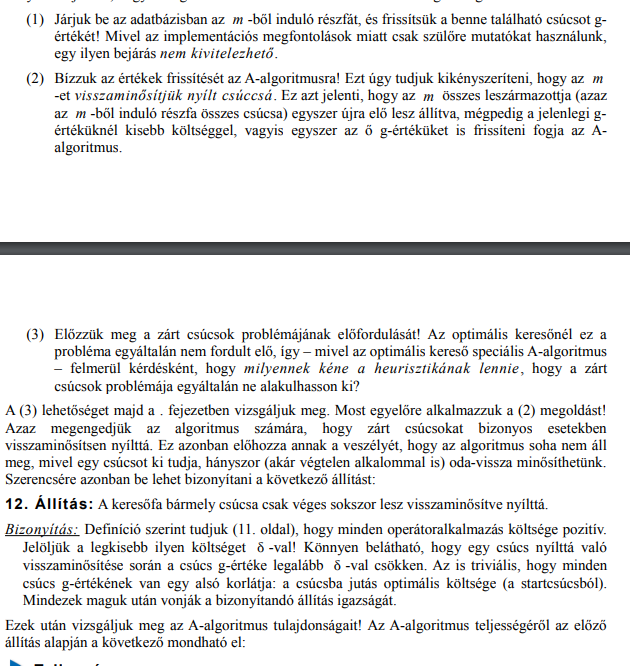 (1) Járjuk be az adatbázisban az m -ből induló részfát, és frissítsük a benne található csúcsot g-
értékét! Mivel az implementációs megfontolások miatt csak szülőre mutatókat használunk,
egy ilyen bejárás nem kivitelezhető.
(2) Bízzuk az értékek frissítését az A-algoritmusra! Ezt úgy tudjuk kikényszeríteni, hogy az m
-et visszaminősítjük nyílt csúccsá. Ez azt jelenti, hogy az m összes leszármazottja (azaz
az m -ből induló részfa összes csúcsa) egyszer újra elő lesz állítva, mégpedig a jelenlegi g-
értéküknél kisebb költséggel, vagyis egyszer az ő g-értéküket is frissíteni fogja az A-
algoritmus.
(3) Előzzük meg a zárt csúcsok problémájának előfordulását! Az optimális keresőnél ez a
probléma egyáltalán nem fordult elő, így – mivel az optimális kereső speciális A-algoritmus
– felmerül kérdésként, hogy milyennek kéne a heurisztikának lennie, hogy a zárt
csúcsok problémája egyáltalán ne alakulhasson ki?
A (3) lehetőséget majd a . fejezetben vizsgáljuk meg. Most egyelőre alkalmazzuk a (2) megoldást!
Azaz megengedjük az algoritmus számára, hogy zárt csúcsokat bizonyos esetekben
visszaminősítsen nyílttá. Ez azonban előhozza annak a veszélyét, hogy az algoritmus soha nem áll
meg, mivel egy csúcsot ki tudja, hányszor (akár végtelen alkalommal is) oda-vissza minősíthetünk.
Szerencsére azonban be lehet bizonyítani a következő állítást:
12. Állítás: A keresőfa bármely csúcsa csak véges sokszor lesz visszaminősítve nyílttá.
Bizonyítás: Definíció szerint tudjuk (11. oldal), hogy minden operátoralkalmazás költsége pozitív.
Jelöljük a legkisebb ilyen költséget δ -val! Könnyen belátható, hogy egy csúcs nyílttá való
visszaminősítése során a csúcs g-értéke legalább δ -val csökken. Az is triviális, hogy minden
csúcs g-értékének van egy alsó korlátja: a csúcsba jutás optimális költsége (a startcsúcsból).
Mindezek maguk után vonják a bizonyítandó állítás igazságát.
Ezek után vizsgáljuk meg az A-algoritmus tulajdonságait! Az A-algoritmus teljességéről az előző
állítás alapján a következő mondható el: